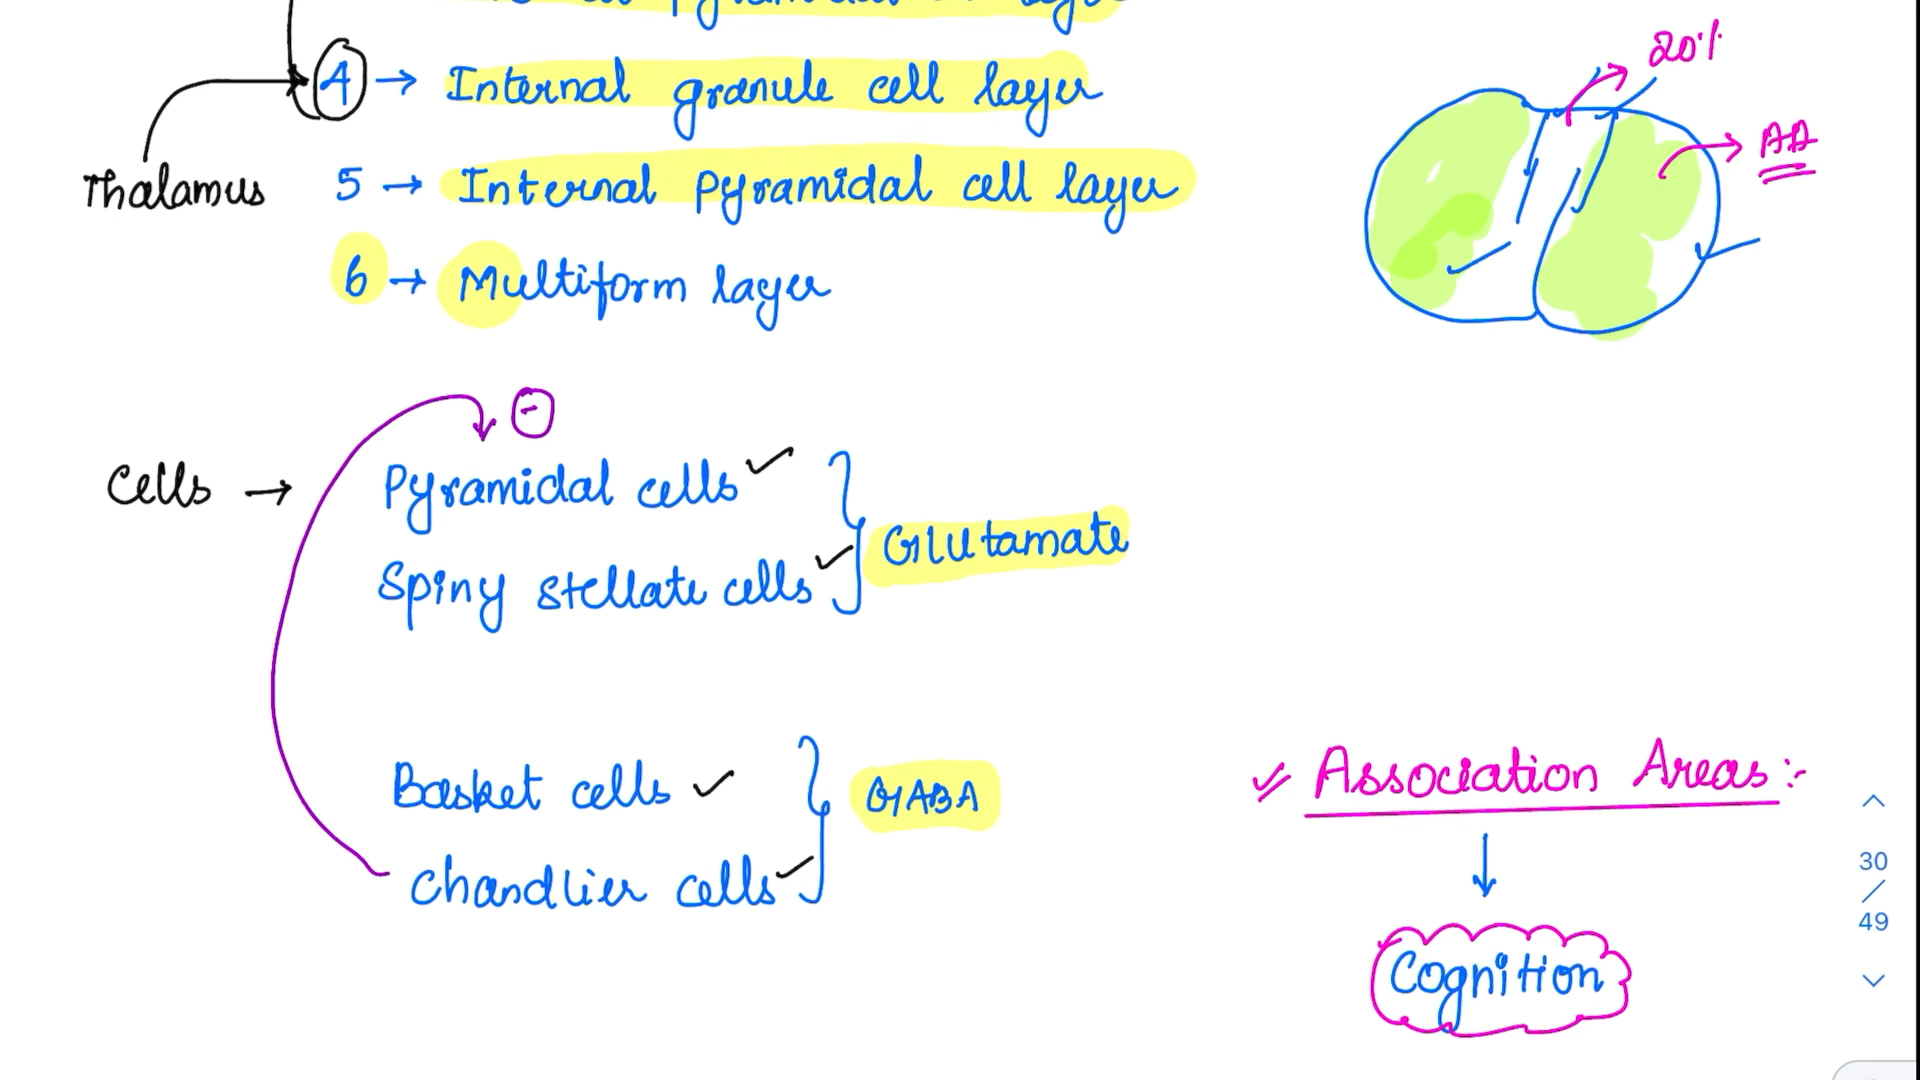 20%
4 → Internal granule cell layer
AA
Thalamus 5 → Internal pyramidal cell layer
6 → Multiform layer
-
Cells → Pyramidal cells
Glutamate
Spiny stellate cells
Basket cells
GABA
Chandlier cells
Association Areas :-
Cognition
30
/
49